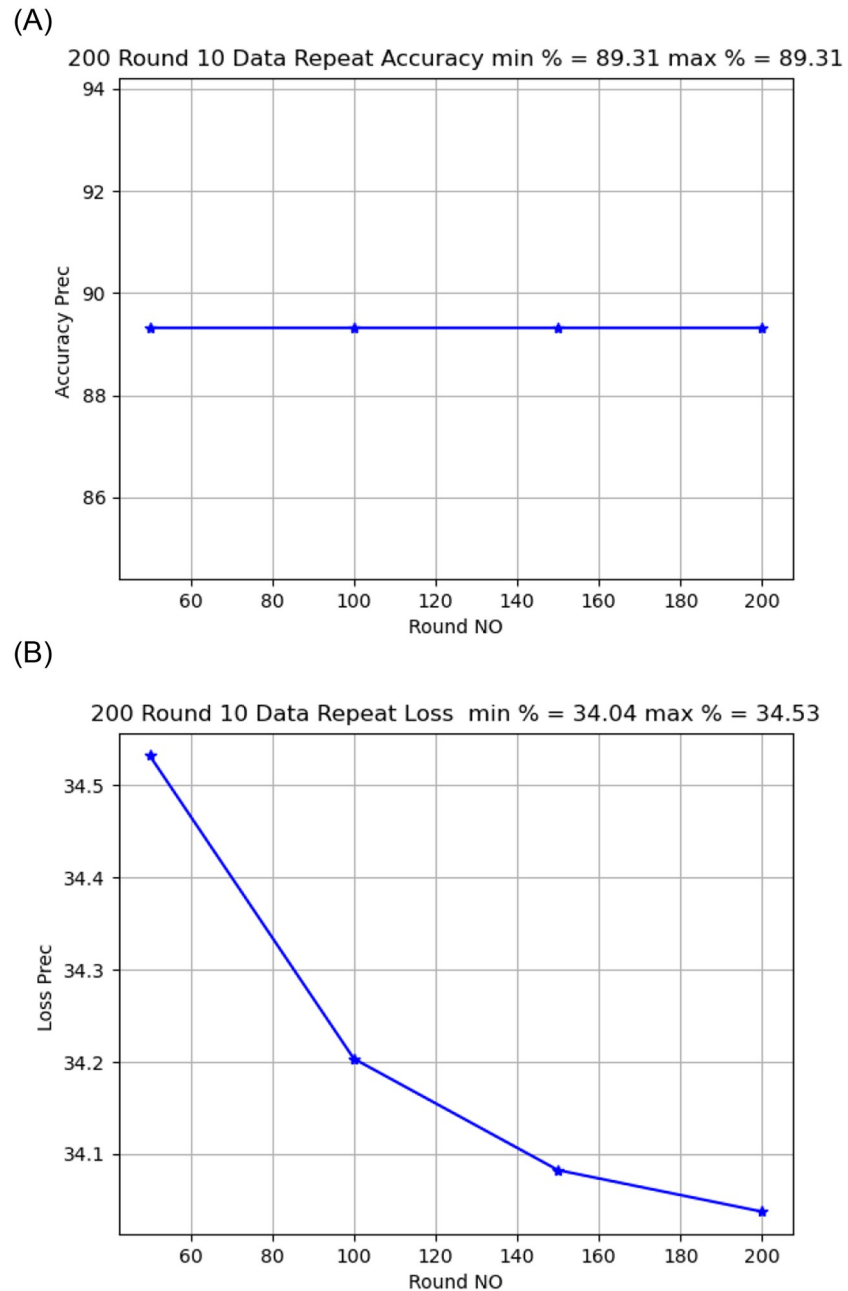 (A)
200 Round 10 Data Repeat Accuracy min % = 89.31 max % = 89.31
94
92
90
88
86
Accuracy Prec
60 80 100 120 140 160 180 200
Round NO
(B)
200 Round 10 Data Repeat Loss  min % = 34.04 max % = 34.53
34.5
34.4
34.3
34.2
34.1
Loss Prec
60 80 100 120 140 160 180 200
Round NO